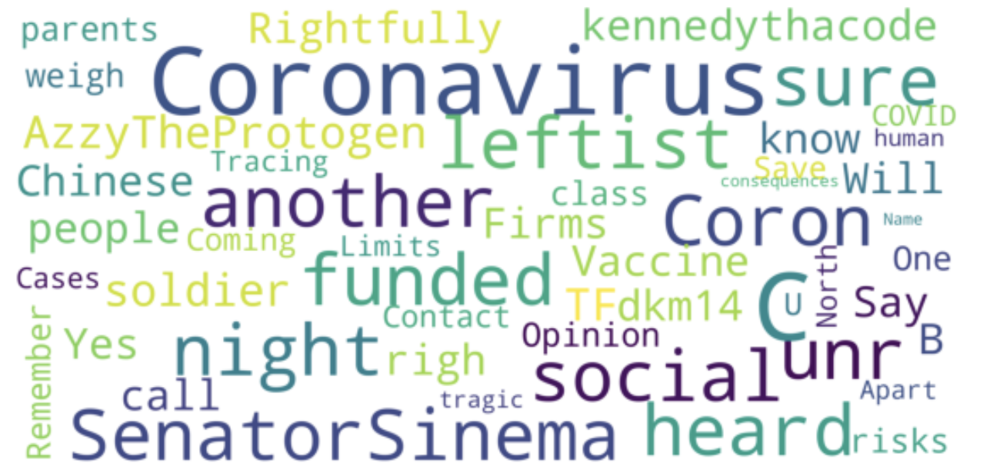 parents Rightfully kennedythacode
weigh Coronavirus sure
AzzyTheProtogen leftist know COVID
human
Tracing Save
Chinese another class consequences Will
people Coming Firms Coron Name
Limits Vaccine North One
Cases soldier funded TFdkm14 C U Say
Contact
Remember Yes night righ Opinion unr B
call tragic social Apart
SenatorSinema heard risks